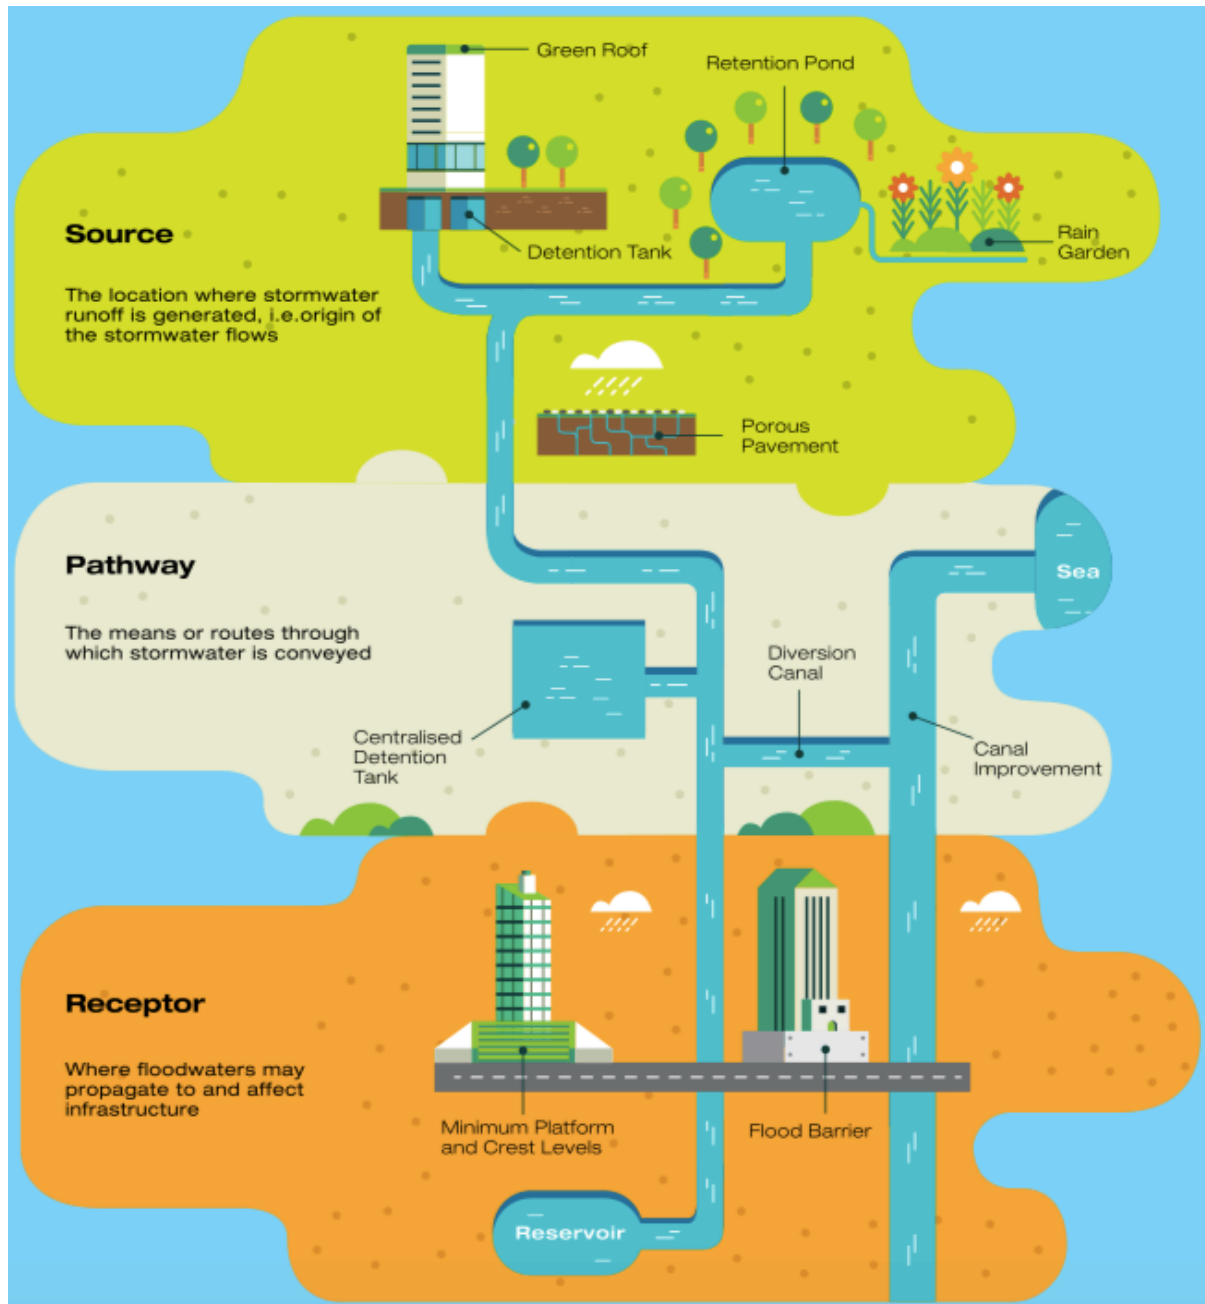 Green Roof
Retention Pond
Source
Detention Tank
Rain
Garden
The location where stormwater
runoff is generated, i.e.origin of
the stormwater flows
Porous
Pavement
Pathway
Sea
The means or routes through
which stormwater is conveyed
Diversion
Canal
Centralised
Detention
Tank
Canal
Improvement
Receptor
Where floodwaters may
propagate to and affect
infrastructure
Minimum Platform
and Crest Levels
Flood Barrier
Reservoir